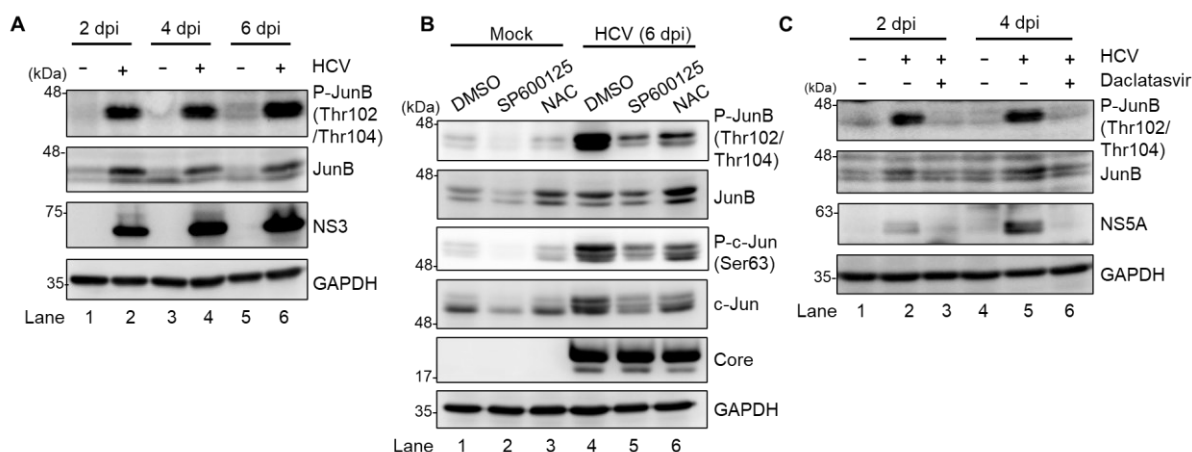 A
2 dpi 4 dpi 6 dpi
- + - + - + HCV
(kDa)
48- P-JunB
(Thr102
/Thr104)
48- JunB
75- NS3
35- GAPDH
Lane 1 2 3 4 5 6
B
Mock HCV (6 dpi)
(kDa) DMSO SP600125 NAC DMSO SP600125 NAC
48- P-JunB
(Thr102/
Thr104)
48- JunB
48- P-c-Jun
(Ser63)
48- c-Jun
17- Core
35- GAPDH
Lane 1 2 3 4 5 6
C
2 dpi 4 dpi
- + + - + + HCV
- - + - - + Daclatasvir
(kDa)
48- P-JunB
(Thr102/
Thr104)
48- JunB
63- NS5A
35- GAPDH
Lane 1 2 3 4 5 6